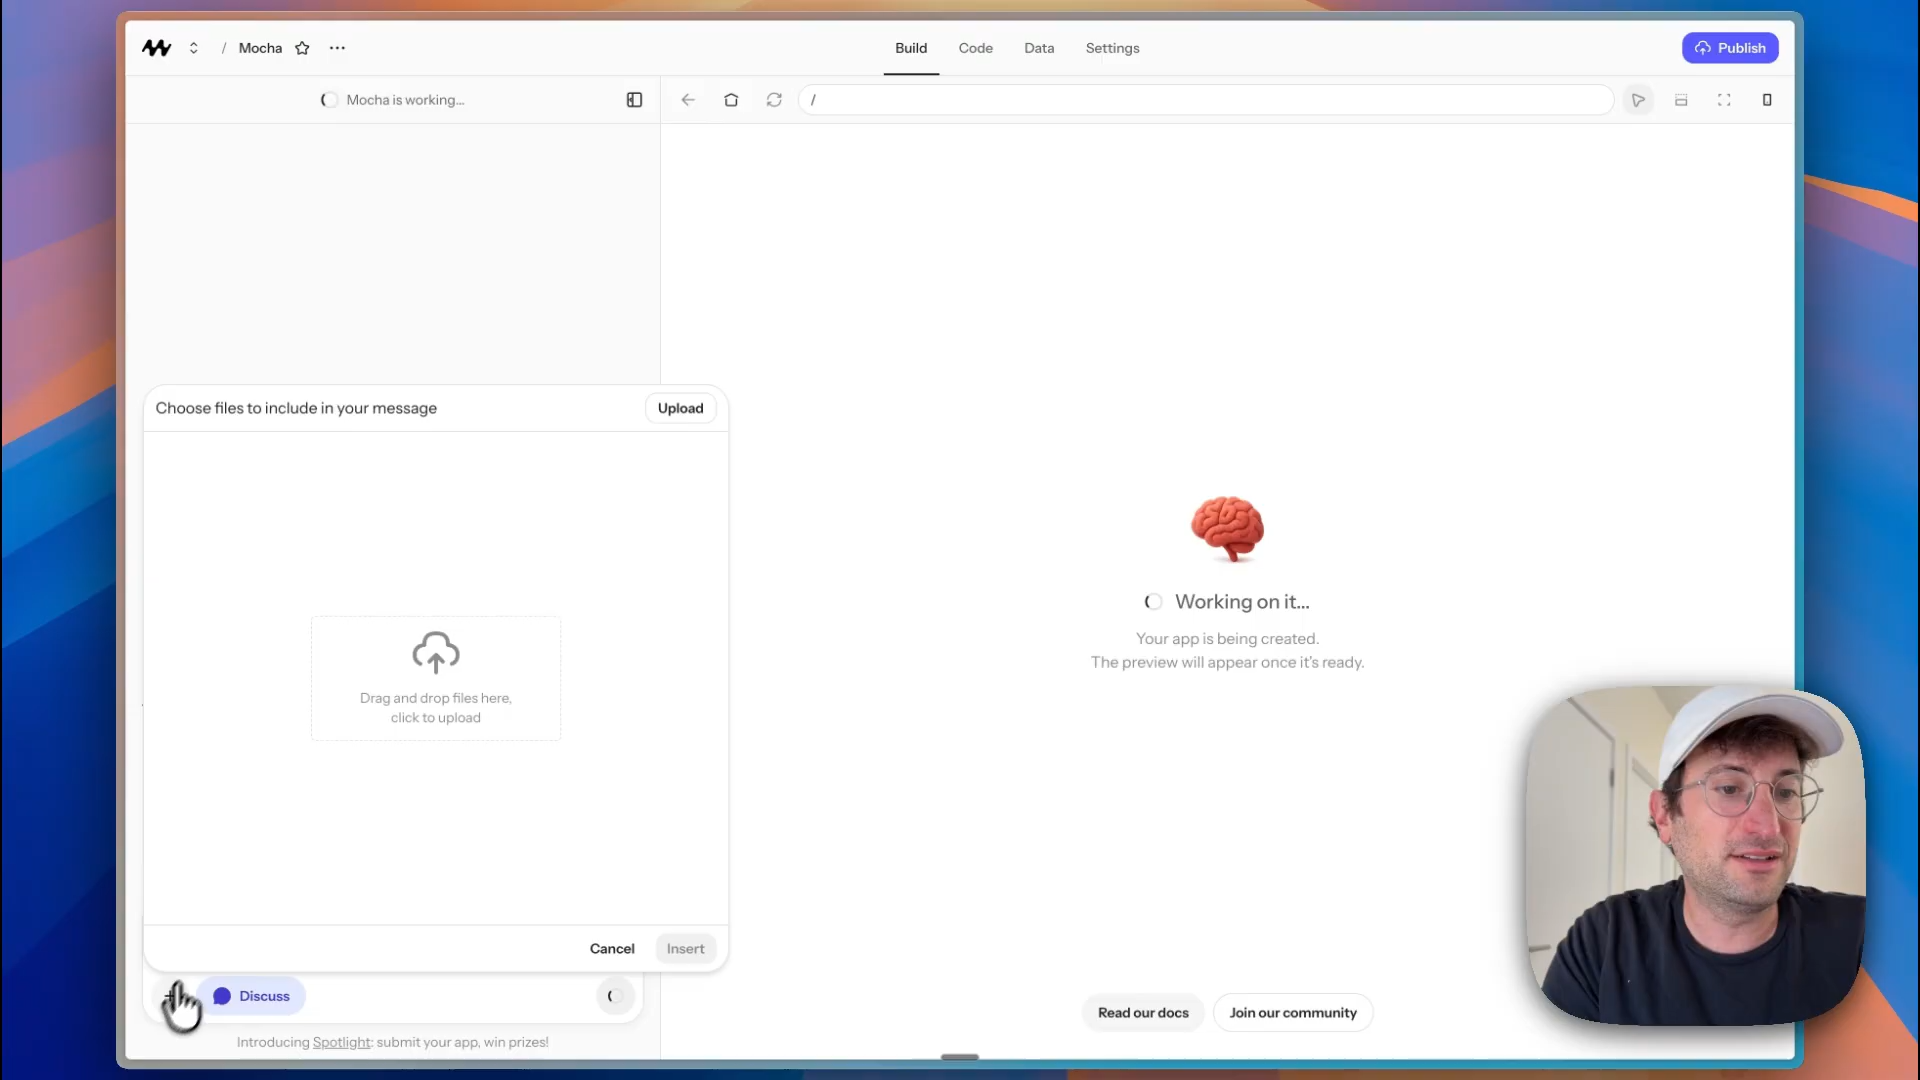 / Mocha
Build
Code
Data
Settings
Publish
Mocha is working...
/
Choose files to include in your message
Upload
Drag and drop files here,
click to upload
Cancel
Insert
Discuss
Introducing Spotlight: submit your app, win prizes!
Working on it...
Your app is being created.
The preview will appear once it's ready.
Read our docs
Join our community